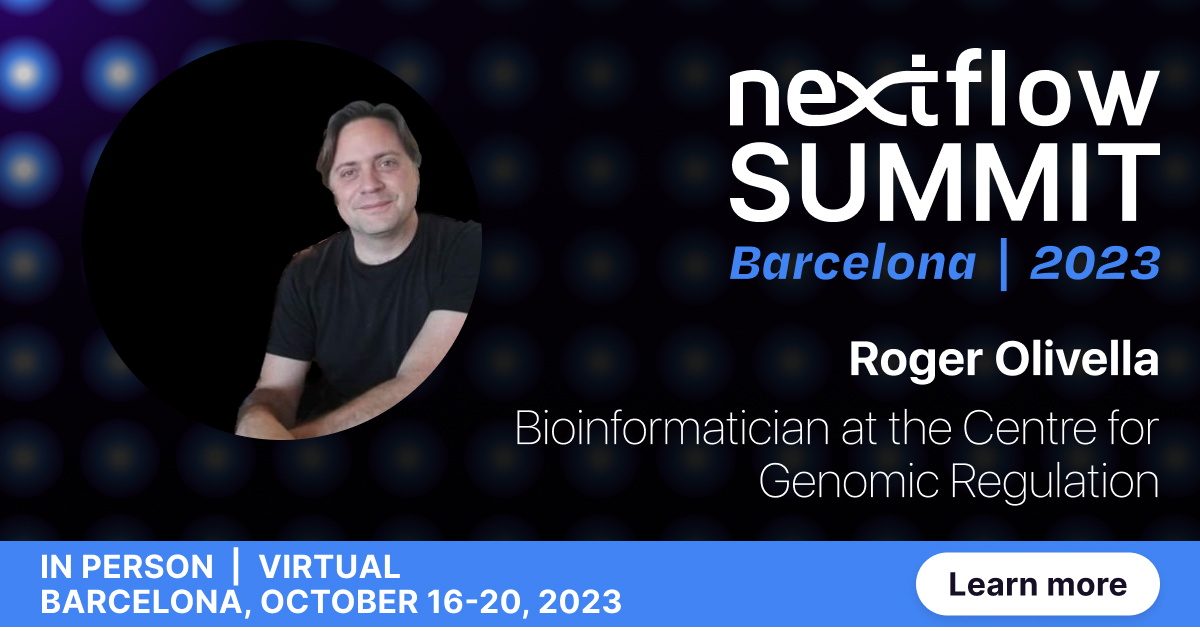 nextflow
SUMMIT
Barcelona | 2023
Roger Olivella
Bioinformatician at the Centre for
Genomic Regulation
IN PERSON | VIRTUAL
BARCELONA, OCTOBER 16-20, 2023
Learn more